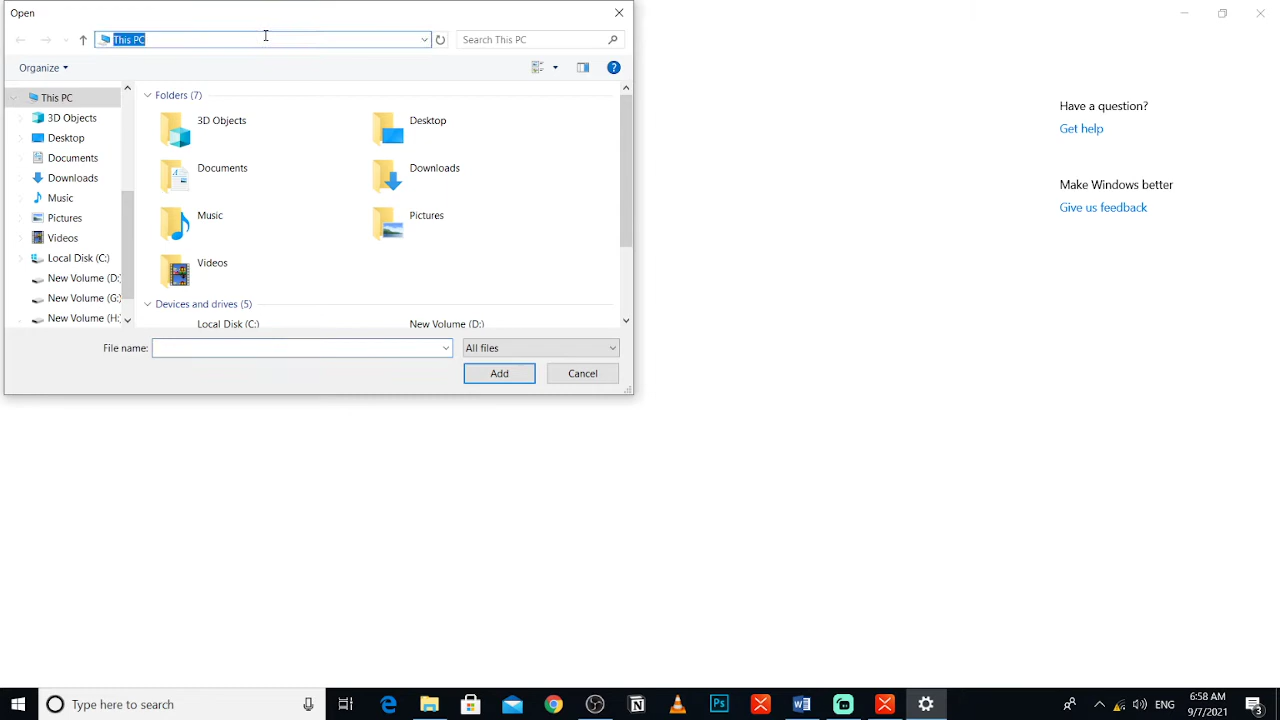 Open
This PC
Search This PC
Organize
This PC
3D Objects
Desktop
Documents
Downloads
Music
Pictures
Videos
Local Disk (C:)
New Volume (D:
New Volume (G:
New Volume (H:
Folders (7)
3D Objects
Desktop
Documents
Downloads
Music
Pictures
Videos
Devices and drives (5)
Local Disk (C:)
New Volume (D:)
File name:
All files
Add
Cancel
Have a question?
Get help
Make Windows better
Give us feedback
Type here to search
Ps
ENG
6:58 AM
9/7/2021
3